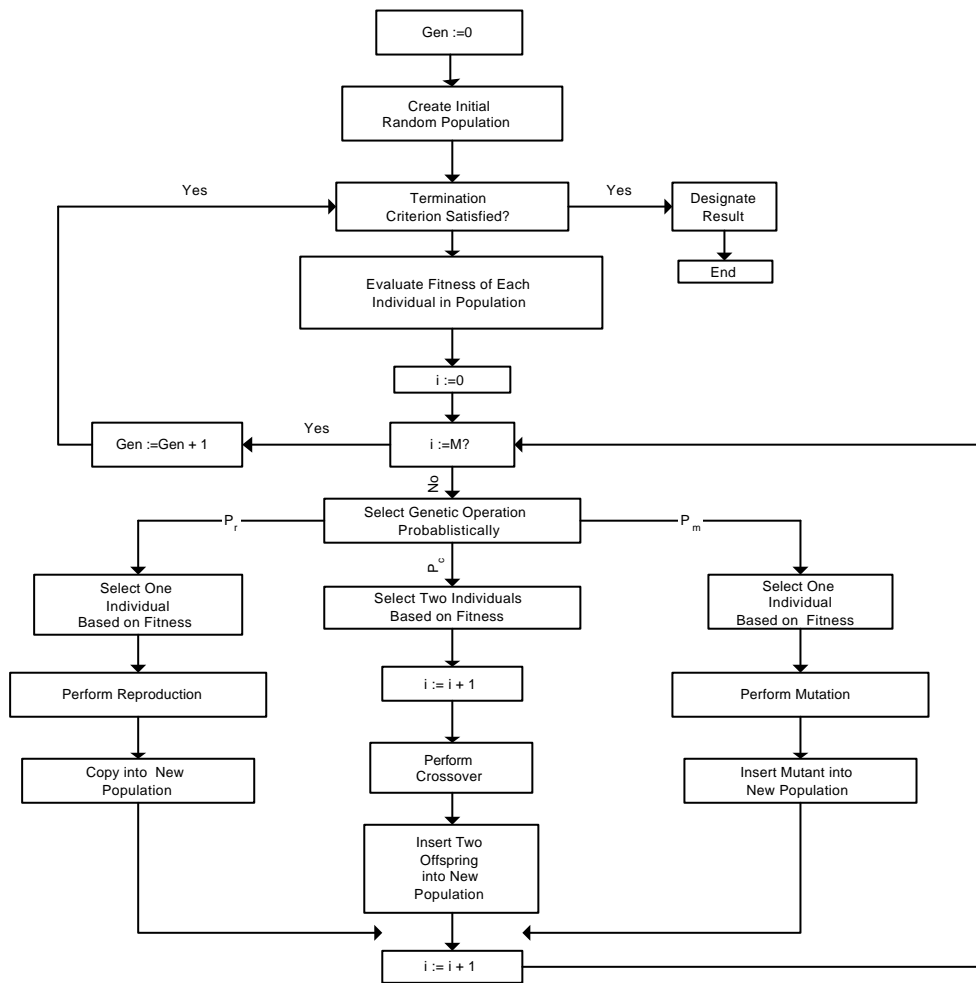 Gen :=0
Create Initial
Random Population
Yes
Termination
Criterion Satisfied?
Yes
Designate
Result
End
Evaluate Fitness of Each
Individual in Population
i :=0
Gen :=Gen + 1
Yes
i :=M?
No
Select Genetic Operation
Probablistically
Pr
Pc
Pm
Select One
Individual
Based on Fitness
Select Two Individuals
Based on Fitness
Select One
Individual
Based on Fitness
i := i + 1
Perform Reproduction
Perform Mutation
Perform
Crossover
Copy into New
Population
Insert Mutant into
New Population
Insert Two
Offspring
into New
Population
i := i + 1